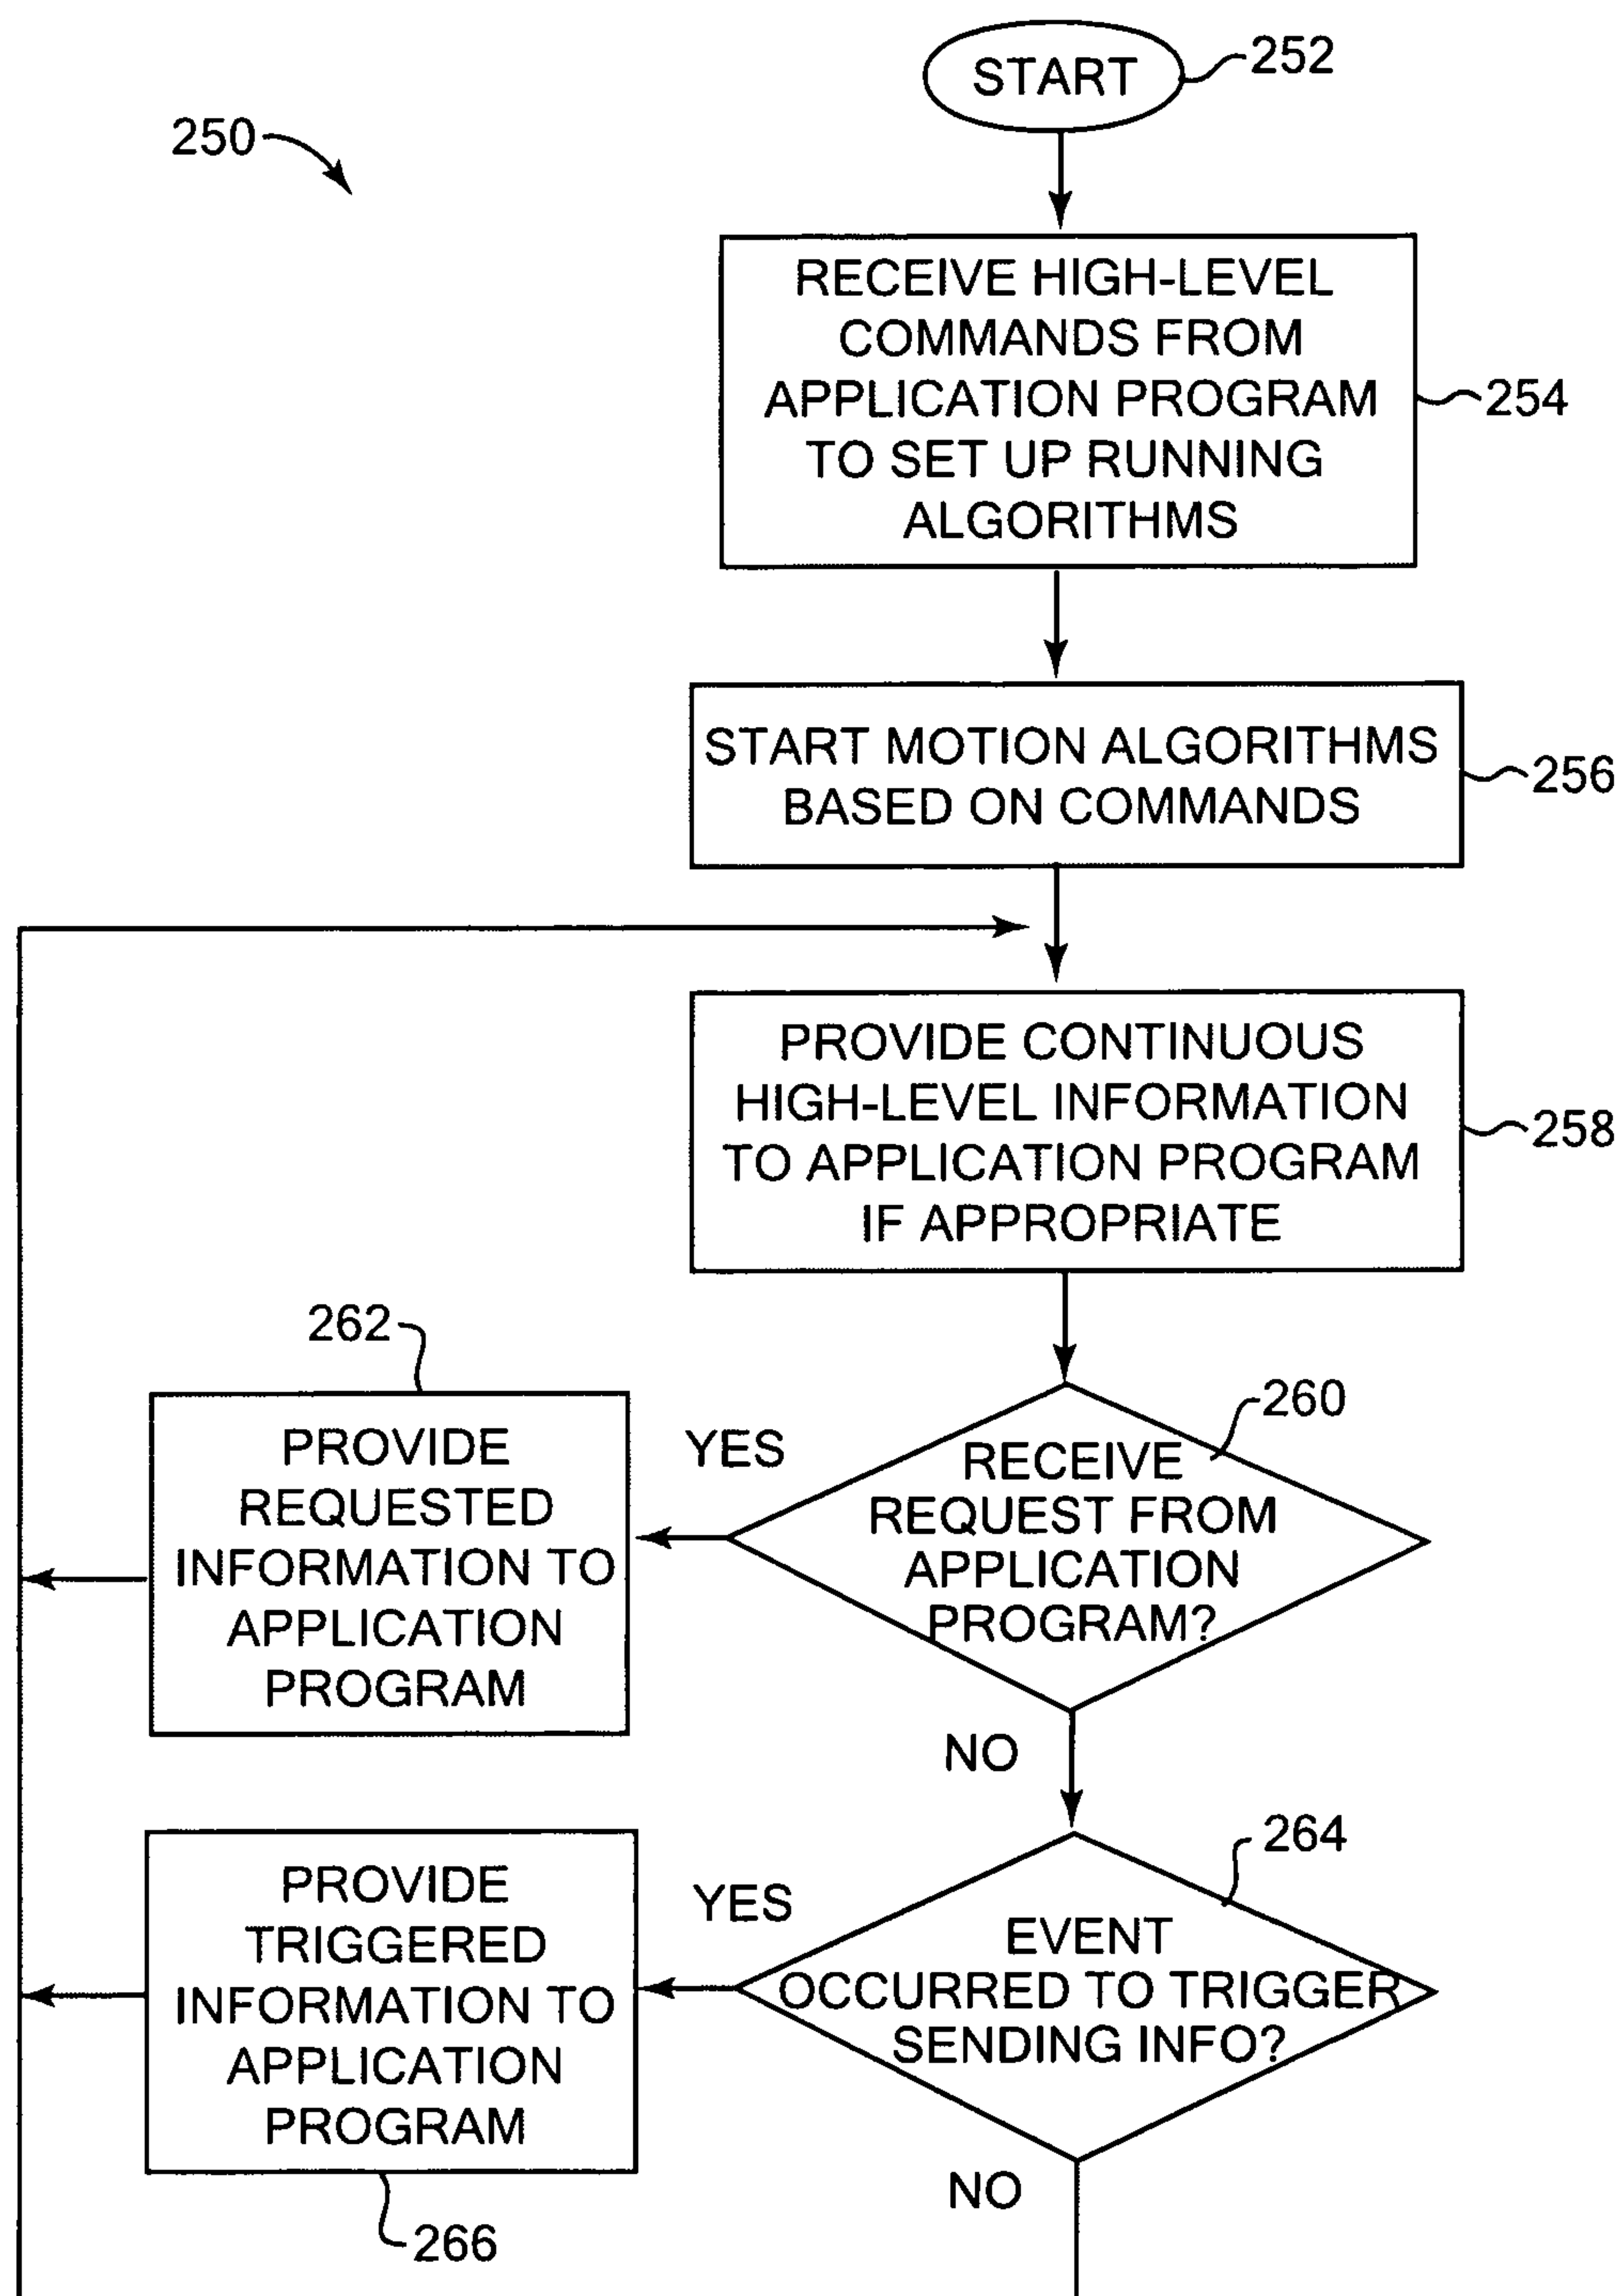 START
252
250
RECEIVE HIGH-LEVEL
COMMANDS FROM
APPLICATION PROGRAM
TO SET UP RUNNING
ALGORITHMS
254
START MOTION ALGORITHMS
BASED ON COMMANDS
256
PROVIDE CONTINUOUS
HIGH-LEVEL INFORMATION
TO APPLICATION PROGRAM
IF APPROPRIATE
258
262
PROVIDE
REQUESTED
INFORMATION TO
APPLICATION
PROGRAM
YES
260
RECEIVE
REQUEST FROM
APPLICATION
PROGRAM?
NO
PROVIDE
TRIGGERED
INFORMATION TO
APPLICATION
PROGRAM
266
YES
264
EVENT
OCCURRED TO TRIGGER
SENDING INFO?
NO